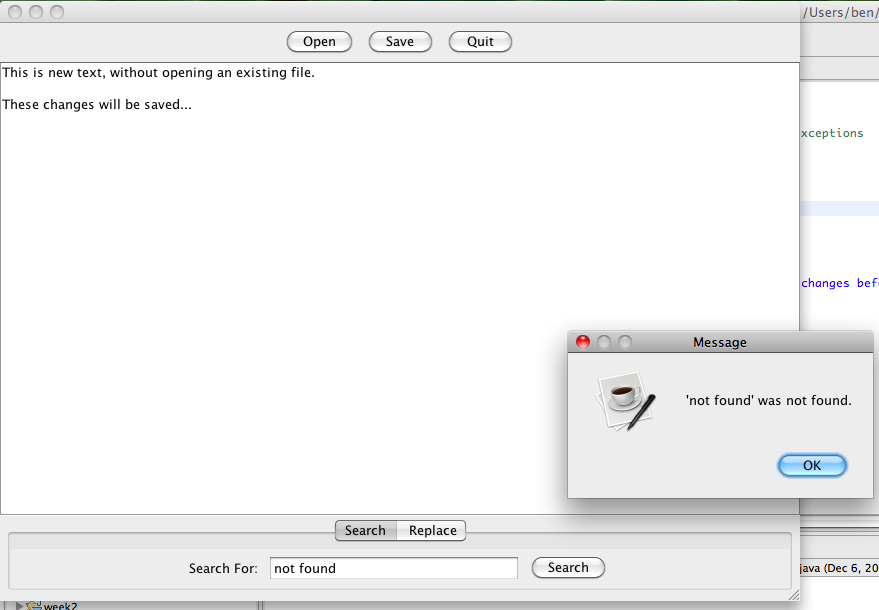 /Users/ben/
Open Save Quit
This is new text, without opening an existing file.
These changes will be saved...
xceptions
changes bef
Message
'not found' was not found.
OK
Search Replace
Search For: not found Search
java (Dec 6, 20
week2